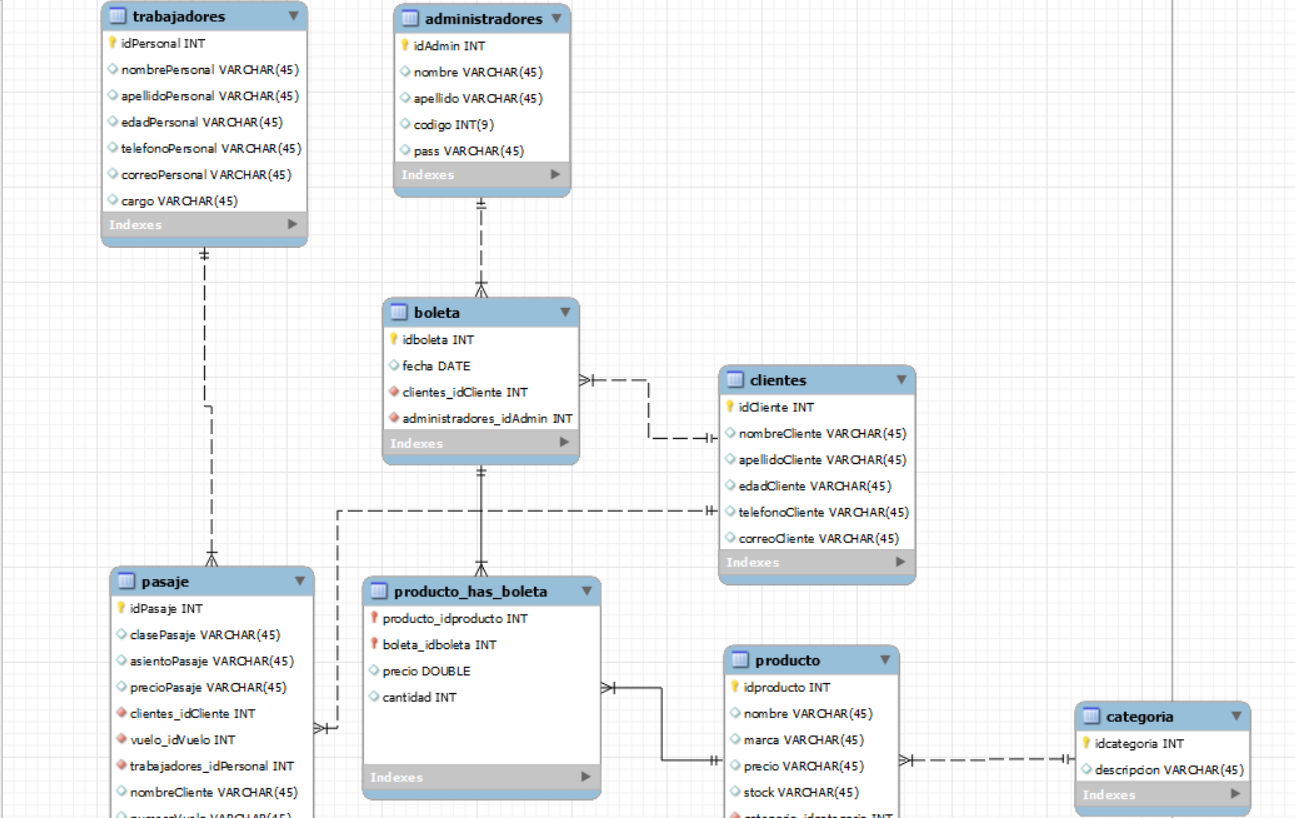 trabajadores
idPersonal INT
nombrePersonal VARCHAR(45)
apellidoPersonal VARCHAR(45)
edadPersonal VARCHAR(45)
telefonoPersonal VARCHAR(45)
correoPersonal VARCHAR(45)
cargo VARCHAR(45)
Indexes
administradores
idAdmin INT
nombre VARCHAR(45)
apellido VARCHAR(45)
codigo INT(9)
pass VARCHAR(45)
Indexes
boleta
idboleta INT
fecha DATE
clientes_idCliente INT
administradores_idAdmin INT
Indexes
clientes
idCliente INT
nombreCliente VARCHAR(45)
apellidoCliente VARCHAR(45)
edadCliente VARCHAR(45)
telefonoCliente VARCHAR(45)
correoCliente VARCHAR(45)
Indexes
pasaje
idPasaje INT
clasePasaje VARCHAR(45)
asientoPasaje VARCHAR(45)
precioPasaje VARCHAR(45)
clientes_idCliente INT
vuelo_idVuelo INT
trabajadores_idPersonal INT
nombreCliente VARCHAR(45)
numeroVuelo VARCHAR(45)
producto_has_boleta
producto_idproducto INT
boleta_idboleta INT
precio DOUBLE
cantidad INT
Indexes
producto
idproducto INT
nombre VARCHAR(45)
marca VARCHAR(45)
precio VARCHAR(45)
stock VARCHAR(45)
categoria_idcategoria INT
categoria
idcategoria INT
descripcion VARCHAR(45)
Indexes